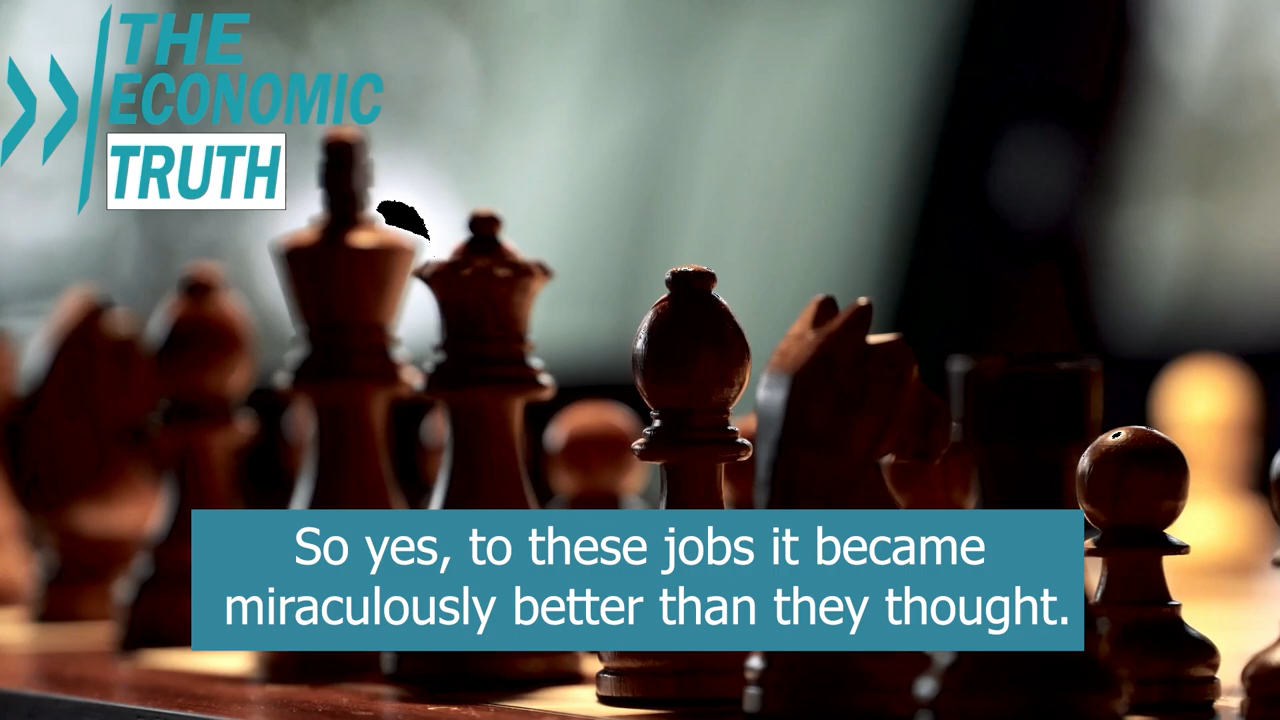 THE
ECONOMIC
TRUTH
So yes, to these jobs it became
miraculously better than they thought.